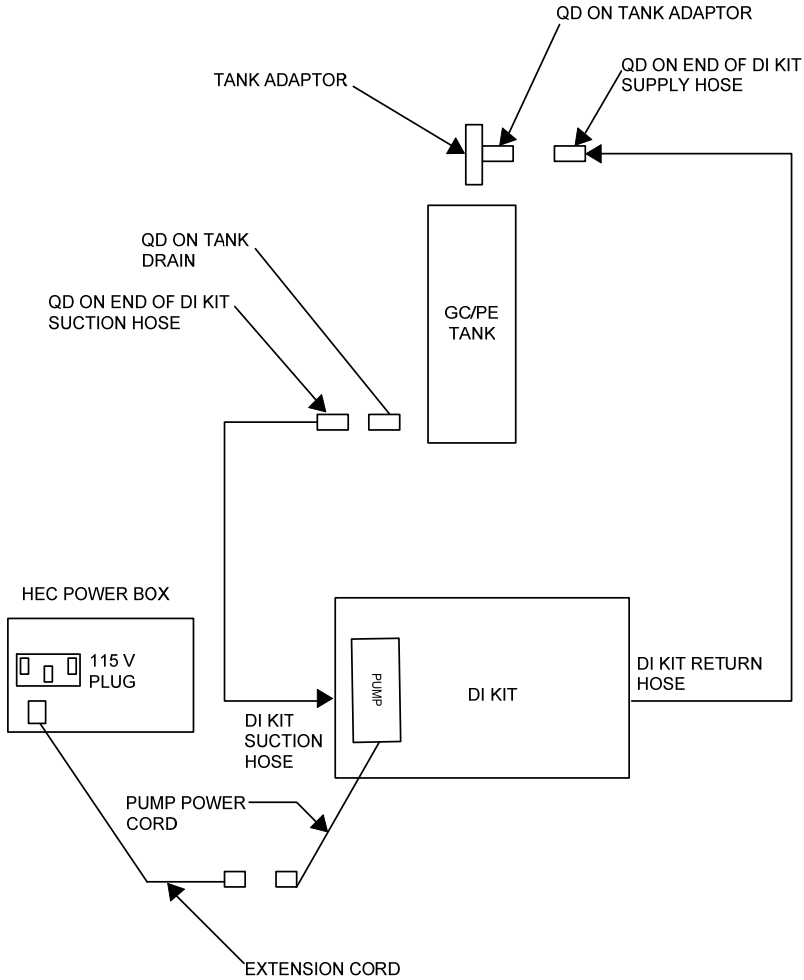 QD ON TANK ADAPTOR
QD ON END OF DI KIT
SUPPLY HOSE
TANK ADAPTOR
QD ON TANK
DRAIN
QD ON END OF DI KIT
SUCTION HOSE
GC/PE
TANK
HEC POWER BOX
115 V
PLUG
PUMP
DI KIT
DI KIT RETURN
HOSE
DI KIT
SUCTION
HOSE
PUMP POWER
CORD
EXTENSION CORD